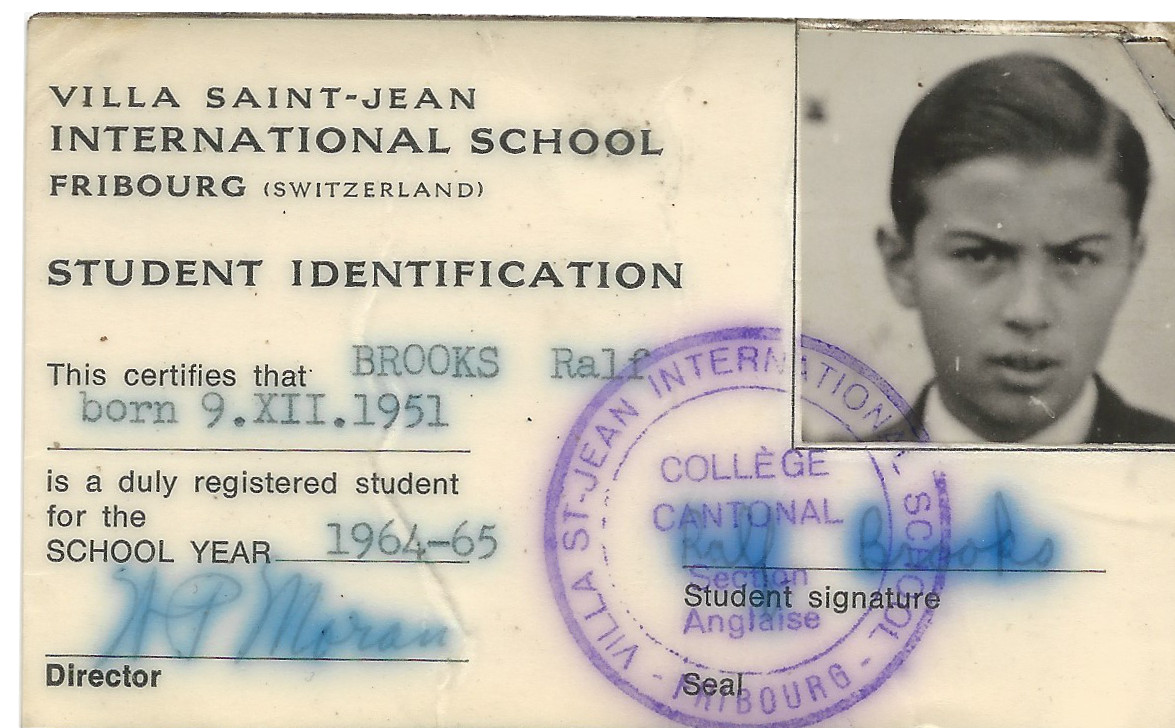 VILLA SAINT-JEAN
INTERNATIONAL SCHOOL
FRIBOURG (SWITZERLAND)
STUDENT IDENTIFICATION
This certifies that BROOKS Ralf
born 9.XII.1951
is a duly registered student
for the
SCHOOL YEAR 1964-65
W P Moran
Director
VILLA ST-JEAN INTERNATIONAL SCHOOL - FRIBOURG -
COLLÈGE
CANTONAL
Section
Anglaise
Ralf Brooks
Student signature
Seal